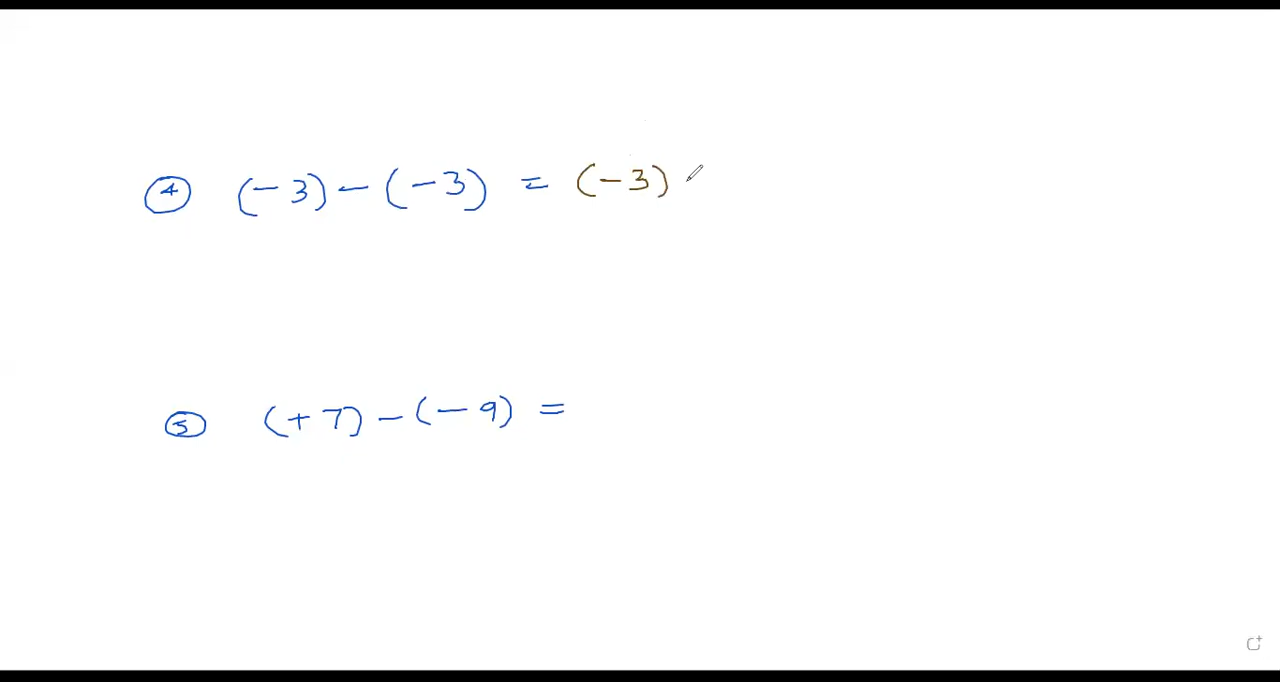 ④ (-3) - (-3) = (-3)
⑤ (+7) - (-9) =